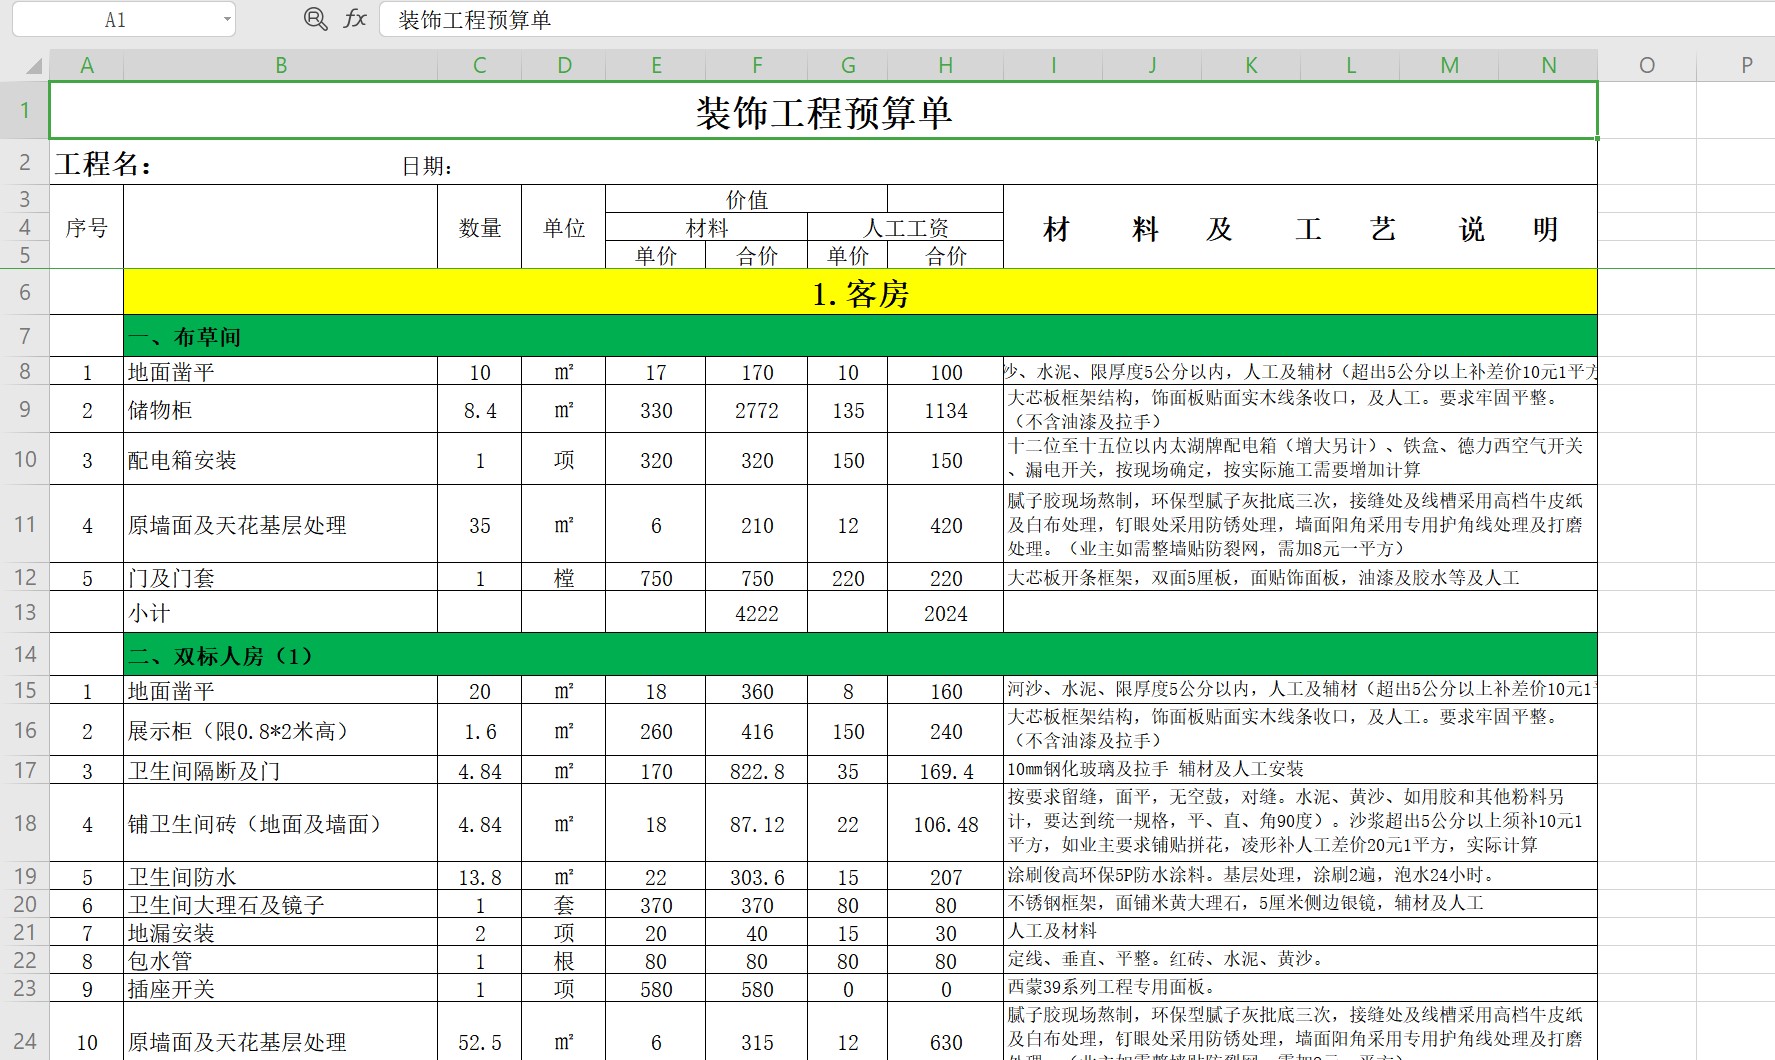 A1
fx
装饰工程预算单
A B C D E F G H I J K L M N O P
1 装饰工程预算单
2 工程名： 日期：
3 价值
4 序号 数量 单位 材料 人工工资 材 料 及 工 艺 说 明
5 单价 合价 单价 合价
6 1.客房
7 一、布草间
8 1 地面凿平 10 ㎡ 17 170 10 100 沙、水泥、限厚度5公分以内，人工及辅材（超出5公分以上补差价10元1平方
9 2 储物柜 8.4 ㎡ 330 2772 135 1134 大芯板框架结构，饰面板贴面实木线条收口，及人工。要求牢固平整。
（不含油漆及拉手）
10 3 配电箱安装 1 项 320 320 150 150 十二位至十五位以内太湖牌配电箱（增大另计）、铁盒、德力西空气开关
、漏电开关，按现场确定，按实际施工需要增加计算
11 4 原墙面及天花基层处理 35 ㎡ 6 210 12 420 腻子胶现场熬制，环保型腻子灰批底三次，接缝处及线槽采用高档牛皮纸
及白布处理，钉眼处采用防锈处理，墙面阳角采用专用护角线处理及打磨
处理。（业主如需整墙贴防裂网，需加8元一平方）
12 5 门及门套 1 樘 750 750 220 220 大芯板开条框架，双面5厘板，面贴饰面板，油漆及胶水等及人工
13 小计 4222 2024
14 二、双标人房（1）
15 1 地面凿平 20 ㎡ 18 360 8 160 河沙、水泥、限厚度5公分以内，人工及辅材（超出5公分以上补差价10元1
16 2 展示柜（限0.8*2米高） 1.6 ㎡ 260 416 150 240 大芯板框架结构，饰面板贴面实木线条收口，及人工。要求牢固平整。
（不含油漆及拉手）
17 3 卫生间隔断及门 4.84 ㎡ 170 822.8 35 169.4 10㎜钢化玻璃及拉手 辅材及人工安装
18 4 铺卫生间砖（地面及墙面） 4.84 ㎡ 18 87.12 22 106.48 按要求留缝，面平，无空鼓，对缝。水泥、黄沙、如用胶和其他粉料另
计，要达到统一规格，平、直、角90度）。沙浆超出5公分以上须补10元1
平方，如业主要求铺贴拼花，凌形补人工差价20元1平方，实际计算
19 5 卫生间防水 13.8 ㎡ 22 303.6 15 207 涂刷俊高环保5P防水涂料。基层处理，涂刷2遍，泡水24小时。
20 6 卫生间大理石及镜子 1 套 370 370 80 80 不锈钢框架，面铺米黄大理石，5厘米侧边银镜，辅材及人工
21 7 地漏安装 2 项 20 40 15 30 人工及材料
22 8 包水管 1 根 80 80 80 80 定线、垂直、平整。红砖、水泥、黄沙。
23 9 插座开关 1 项 580 580 0 0 西蒙39系列工程专用面板。
24 10 原墙面及天花基层处理 52.5 ㎡ 6 315 12 630 腻子胶现场熬制，环保型腻子灰批底三次，接缝处及线槽采用高档牛皮纸
及白布处理，钉眼处采用防锈处理，墙面阳角采用专用护角线处理及打磨